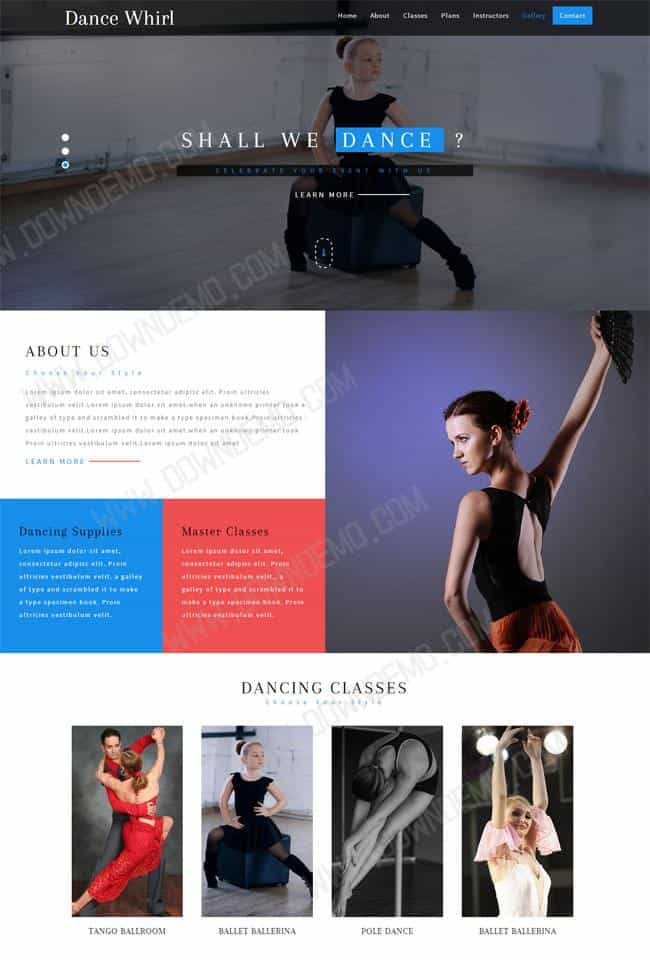 Dance Whirl
Home About Classes Plans Instructors Gallery Contact
SHALL WE DANCE ?
CELEBRATE YOUR EVENT WITH US
LEARN MORE
ABOUT US
Choose Your Style
Lorem ipsum dolor sit amet, consectetur adipisc elit. Proin ultricies
vestibulum velit.Lorem ipsum dolor sit amet.when an unknown printer took a
galley of type and scrambled it to make a type specimen book.Proin ultricies
vestibulum velit.Lorem ipsum dolor sit amet.when an unknown printer took
Proin ultricies vestibulum velit.Lorem ipsum dolor sit amet
LEARN MORE
Dancing Supplies
Lorem ipsum dolor sit amet,
consectetur adipisc elit. Proin
ultricies vestibulum velit, a galley
of type and scrambled it to make
a type specimen book. Proin
ultricies vestibulum velit.
Master Classes
Lorem ipsum dolor sit amet,
consectetur adipisc elit. Proin
ultricies vestibulum velit., a
galley of type and scrambled it to
make a type specimen book. Proin
ultricies vestibulum velit.
DANCING CLASSES
Choose Your Style
TANGO BALLROOM
BALLET BALLERINA
POLE DANCE
BALLET BALLERINA
WWW.DOWNDEMO.COM